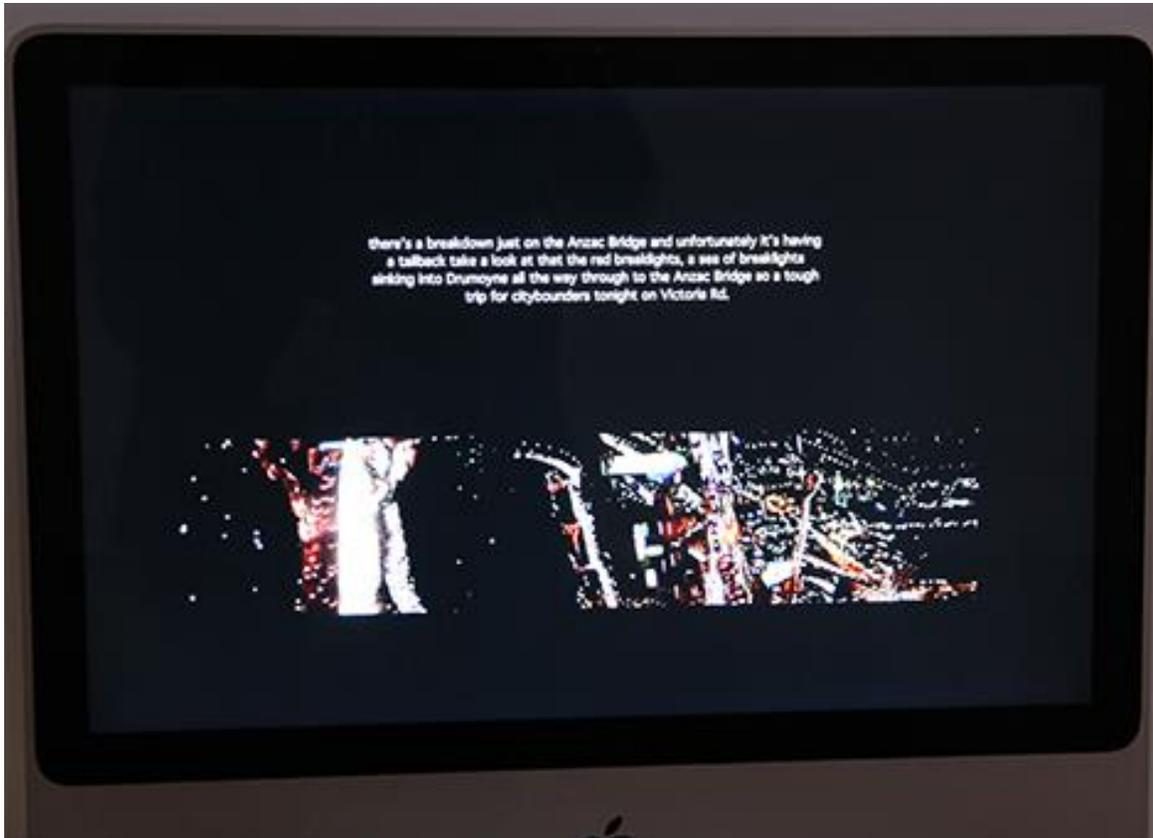 there's a breakdown just on the Anzac Bridge and unfortunately it's having
a tailback take a look at that the red breaklights, a sea of breaklights
sinking into Drumoyne all the way through to the Anzac Bridge so a tough
trip for citybounders tonight on Victoria Rd.